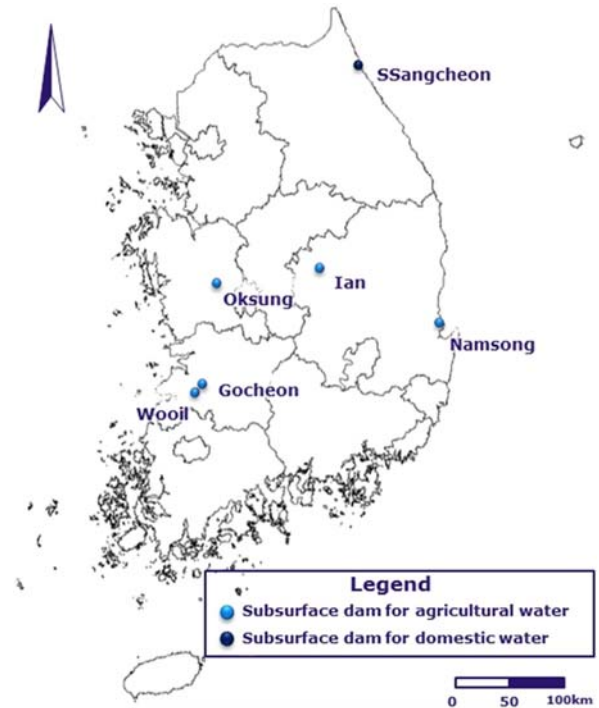 SSangcheon
Ian
Oksung
Namsong
Gocheon
Wooil
Legend
Subsurface dam for agricultural water
Subsurface dam for domestic water
0 50 100km